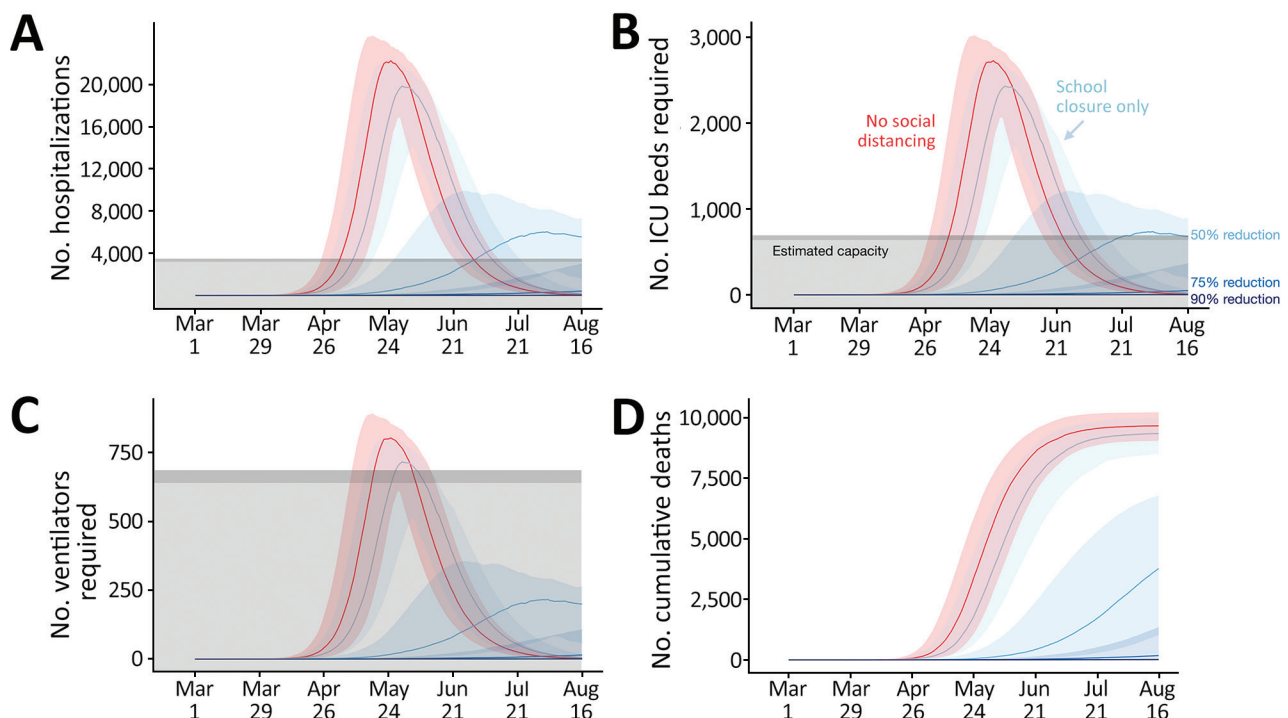 A
No. hospitalizations
20,000
16,000
12,000
8,000
4,000
Mar Mar Apr May Jun Jul Aug
1 29 26 24 21 21 16
B
No. ICU beds required
3,000
2,000
1,000
0
No social
distancing
School
closure only
Estimated capacity
50% reduction
75% reduction
90% reduction
Mar Mar Apr May Jun Jul Aug
1 29 26 24 21 21 16
C
No. ventilators
required
750
500
250
0
Mar Mar Apr May Jun Jul Aug
1 29 26 24 21 21 16
D
No. cumulative deaths
10,000
7,500
5,000
2,500
0
Mar Mar Apr May Jun Jul Aug
1 29 26 24 21 21 16